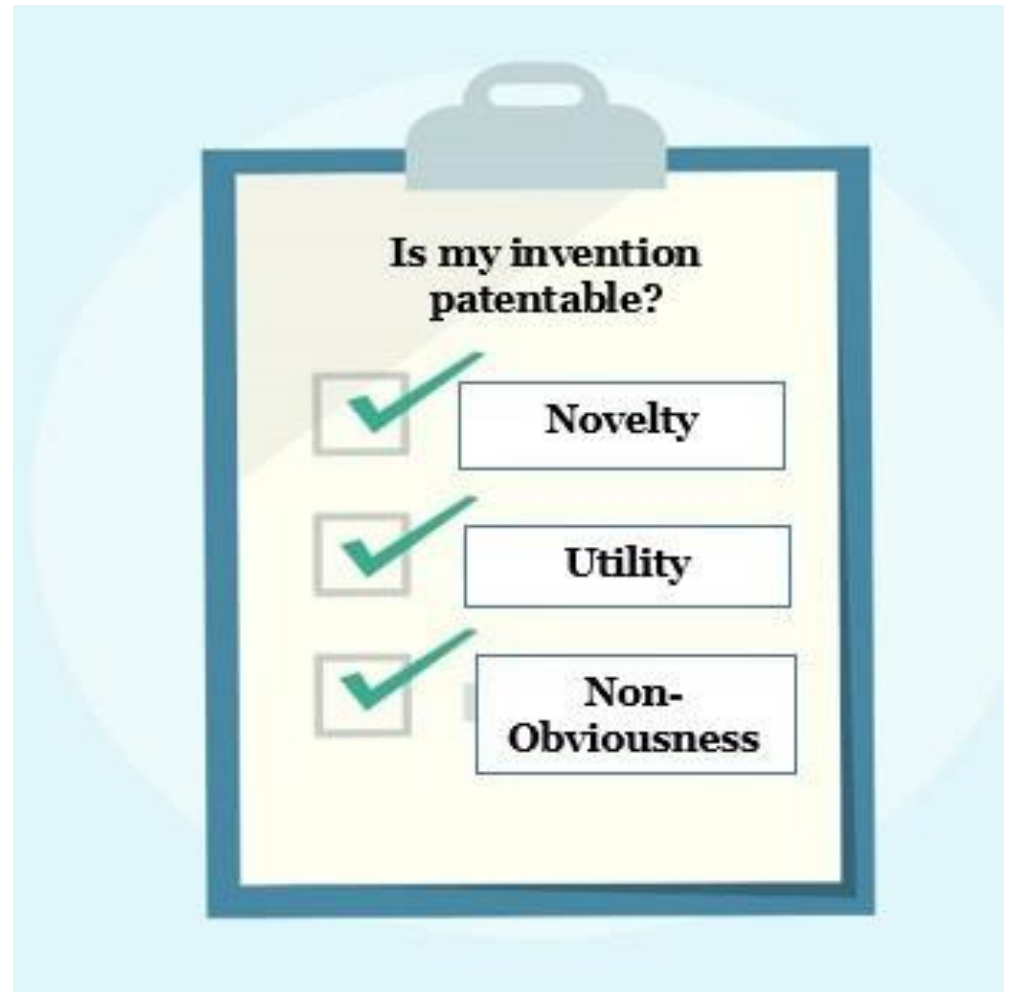 Is my invention
patentable?
Novelty
Utility
Non-
Obviousness